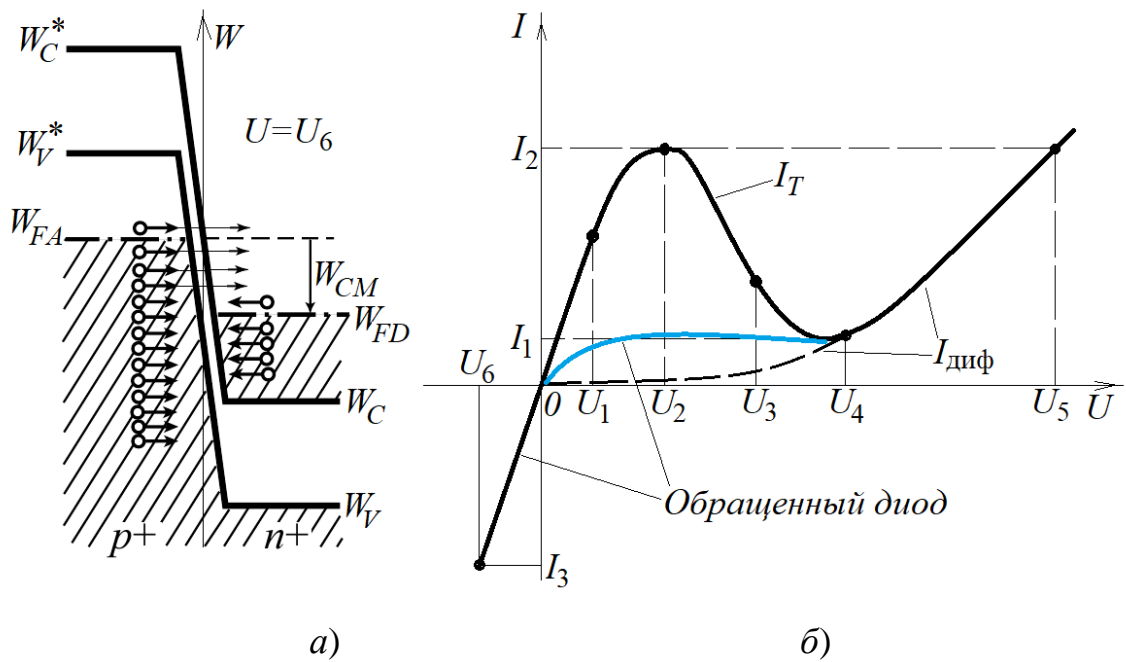 W_C*
W
U=U_6
W_V*
W_FA
W_CM
W_FD
W_C
W_V
p+
n+
а)
I
I_2
I_T
I_1
I_диф
U_6
0
U_1
U_2
U_3
U_4
U_5
U
Обращенный диод
I_3
б)